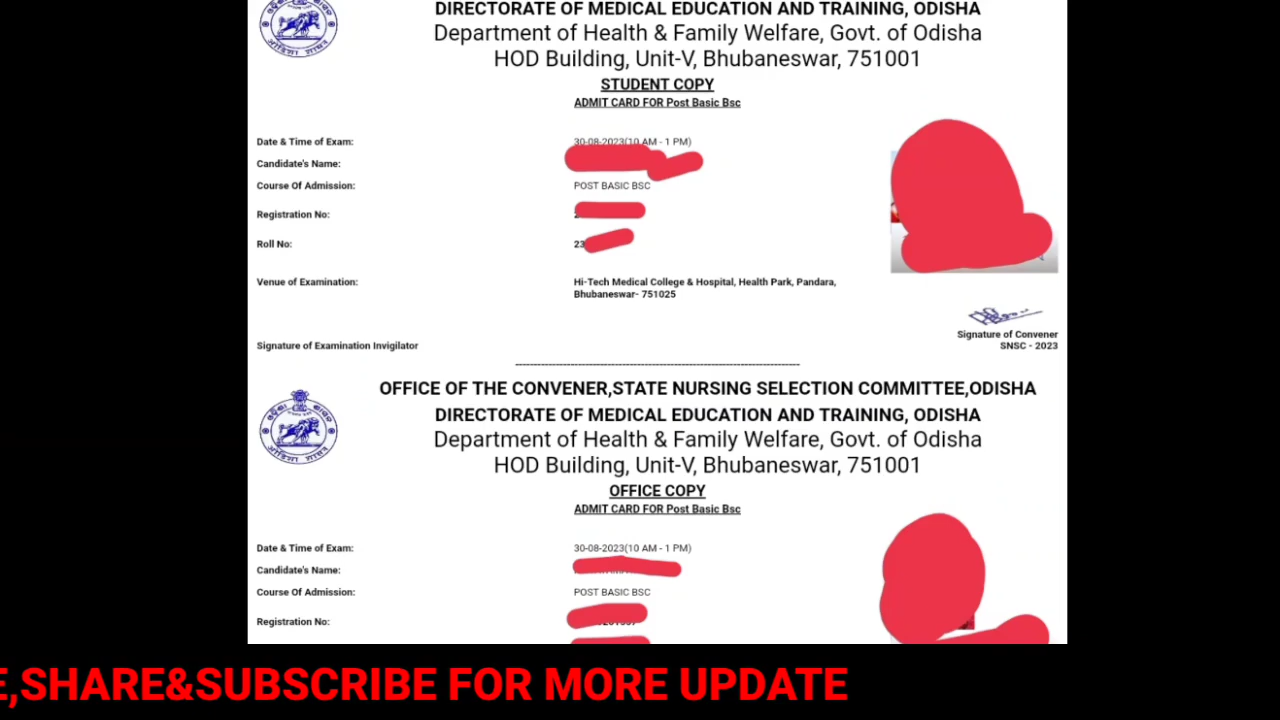 DIRECTORATE OF MEDICAL EDUCATION AND TRAINING, ODISHA
Department of Health & Family Welfare, Govt. of Odisha
HOD Building, Unit-V, Bhubaneswar, 751001
STUDENT COPY
ADMIT CARD FOR Post Basic Bsc
Date & Time of Exam: 30-08-2023(10 AM - 1 PM)
Candidate's Name:
Course Of Admission: POST BASIC BSC
Registration No:
Roll No: 23
Venue of Examination: Hi-Tech Medical College & Hospital, Health Park, Pandara,
Bhubaneswar- 751025
Signature of Convener
Signature of Examination Invigilator SNSC - 2023
OFFICE OF THE CONVENER,STATE NURSING SELECTION COMMITTEE,ODISHA
DIRECTORATE OF MEDICAL EDUCATION AND TRAINING, ODISHA
Department of Health & Family Welfare, Govt. of Odisha
HOD Building, Unit-V, Bhubaneswar, 751001
OFFICE COPY
ADMIT CARD FOR Post Basic Bsc
Date & Time of Exam: 30-08-2023(10 AM - 1 PM)
Candidate's Name:
Course Of Admission: POST BASIC BSC
Registration No:
E,SHARE&SUBSCRIBE FOR MORE UPDATE